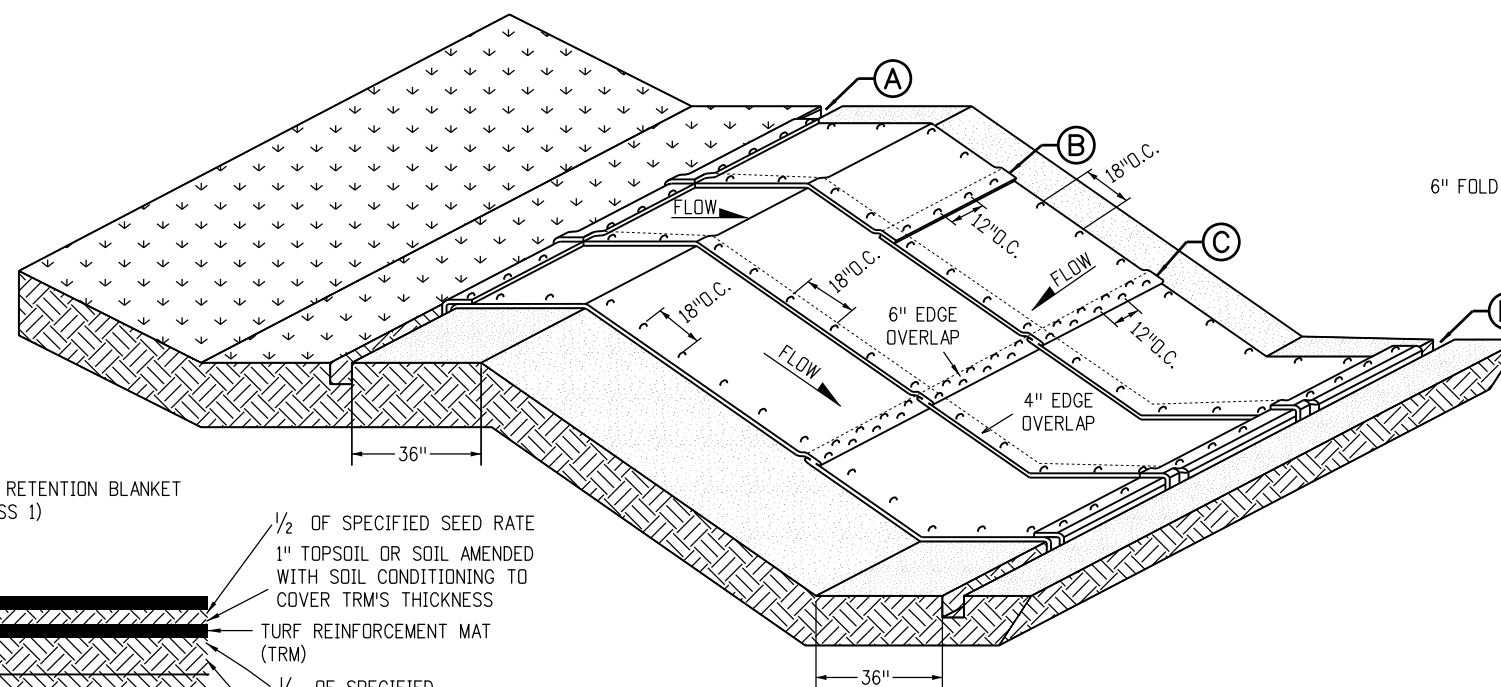 A
B
18"O.C.
6" FOLD
FLOW
12"O.C.
C
FLOW
18"O.C.
18"O.C.
6" EDGE
OVERLAP
12"O.C.
FLOW
4" EDGE
OVERLAP
36"
RETENTION BLANKET
SS 1)
1/2 OF SPECIFIED SEED RATE
1" TOPSOIL OR SOIL AMENDED
WITH SOIL CONDITIONING TO
COVER TRM'S THICKNESS
TURF REINFORCEMENT MAT
(TRM)
OF SPECIFIED
36"